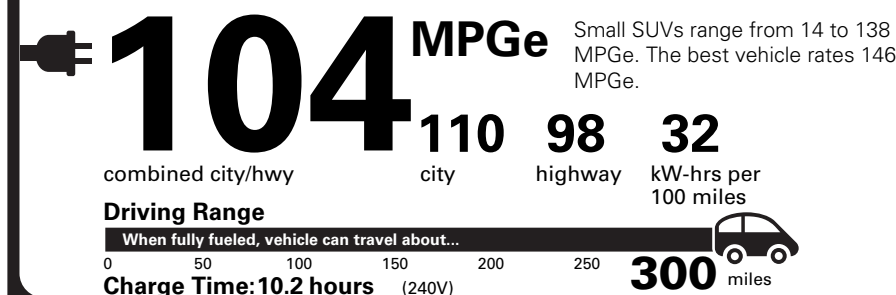 104 MPGe
Small SUVs range from 14 to 138
MPGe. The best vehicle rates 146
MPGe.
110 98 32
combined city/hwy city highway kW-hrs per
100 miles
Driving Range
When fully fueled, vehicle can travel about...
0 50 100 150 200 250 300 miles
Charge Time: 10.2 hours (240V)